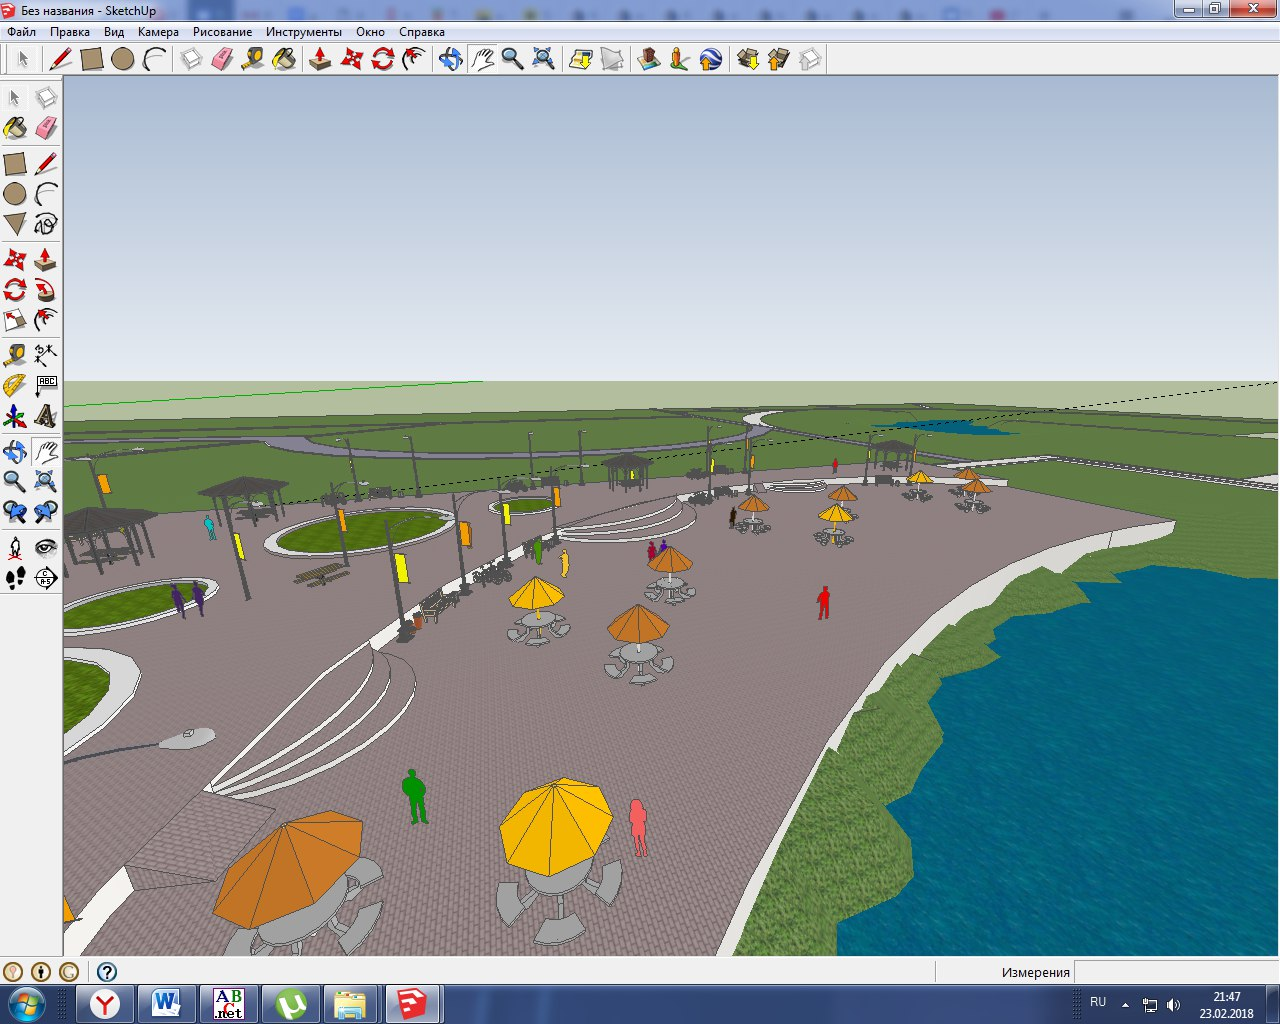 Без названия - SketchUp
Файл Правка Вид Камера Рисование Инструменты Окно Справка
ABC
Измерения
ABC
.net
RU
21:47
23.02.2018